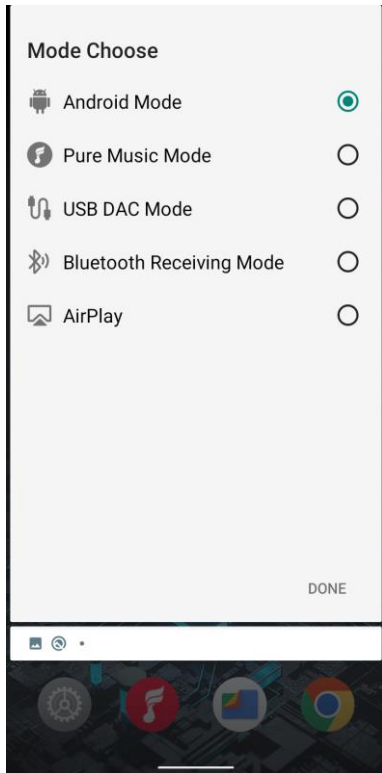 Mode Choose
Android Mode
Pure Music Mode
USB DAC Mode
Bluetooth Receiving Mode
AirPlay
DONE